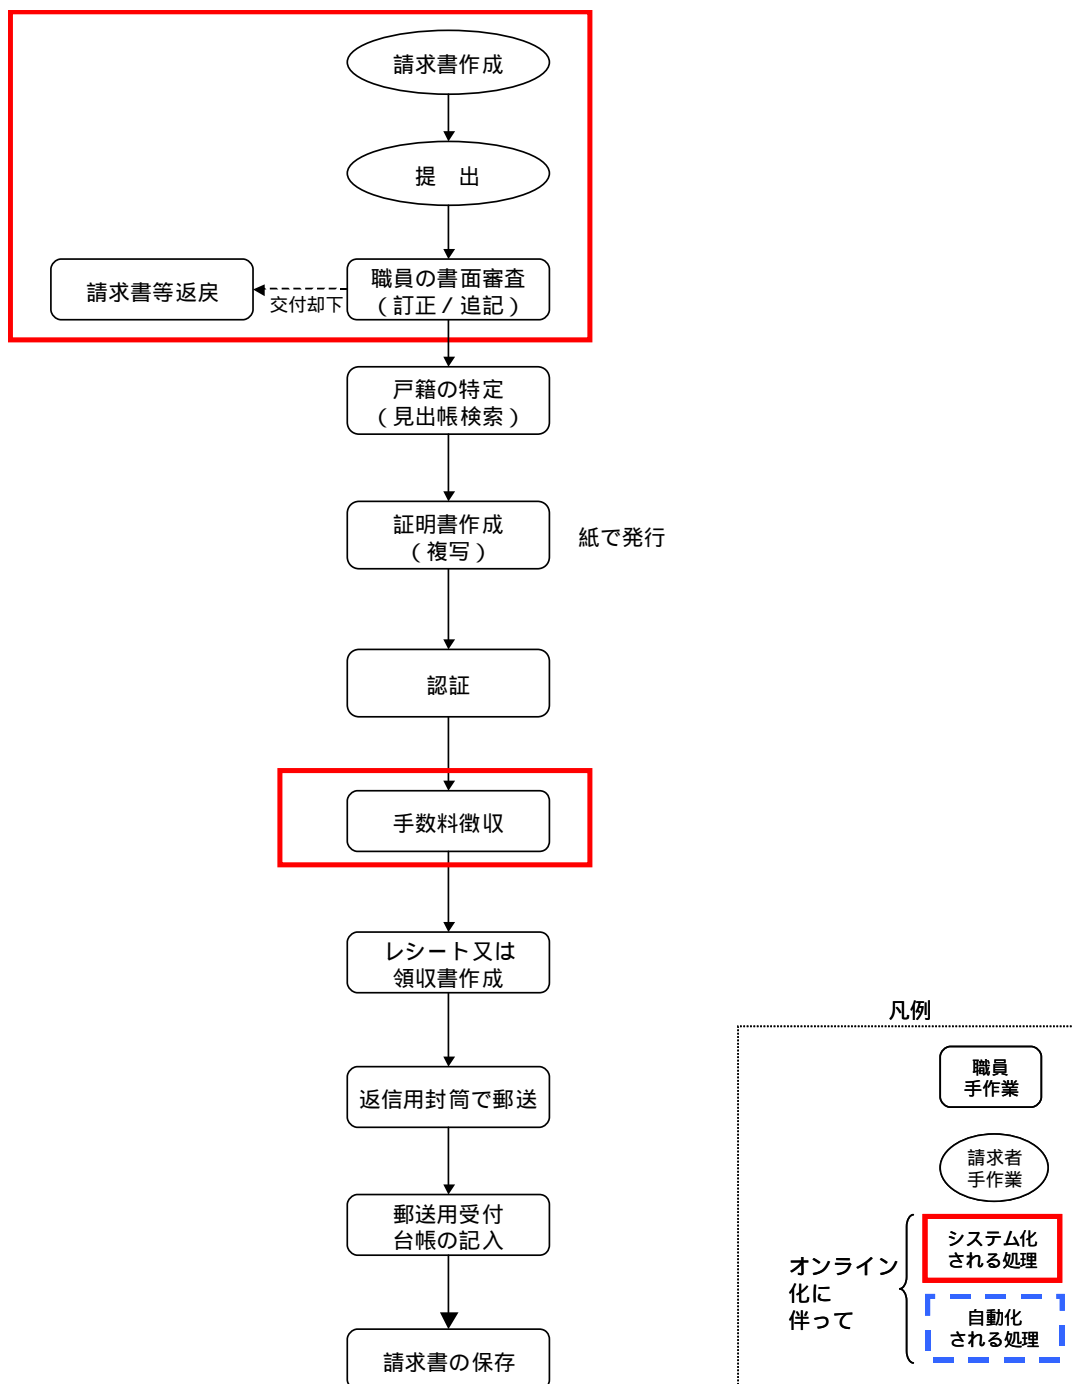 請求書作成
提　出
職員の書面審査
（訂正／追記）
交付却下
請求書等返戻
戸籍の特定
（見出帳検索）
証明書作成
（複写）
紙で発行
認証
手数料徴収
レシート又は
領収書作成
返信用封筒で郵送
郵送用受付
台帳の記入
請求書の保存
凡例
職員
手作業
請求者
手作業
オンライン
化に
伴って
システム化
される処理
自動化
される処理